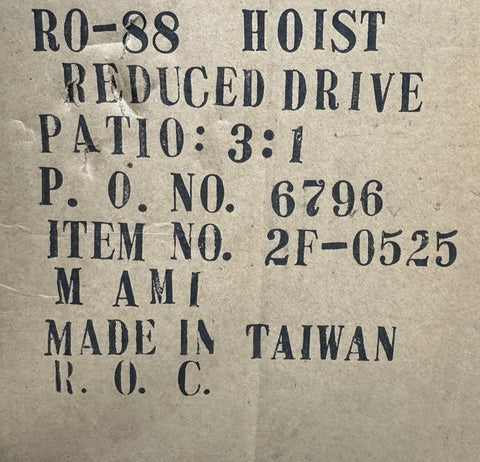 RO-88 HOIST
REDUCED DRIVE
PATIO: 3:1
P. O. NO. 6796
ITEM NO. 2F-0525
M AMI
MADE IN TAIWAN
R. O. C.